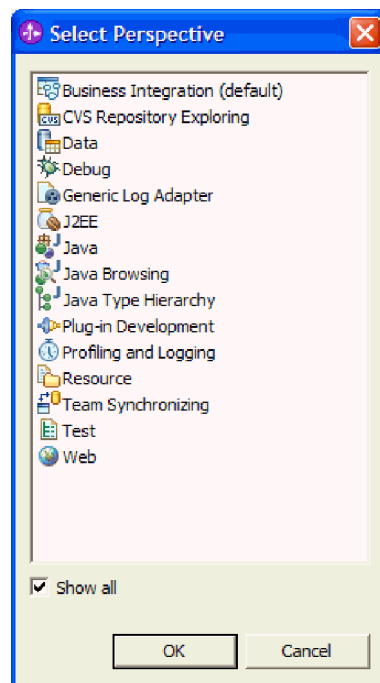 Select Perspective
Business Integration (default)
CVS CVS Repository Exploring
Data
Debug
Generic Log Adapter
J2EE
Java
Java Browsing
Java Type Hierarchy
Plug-in Development
Profiling and Logging
Resource
Team Synchronizing
Test
Web
Show all
OK Cancel